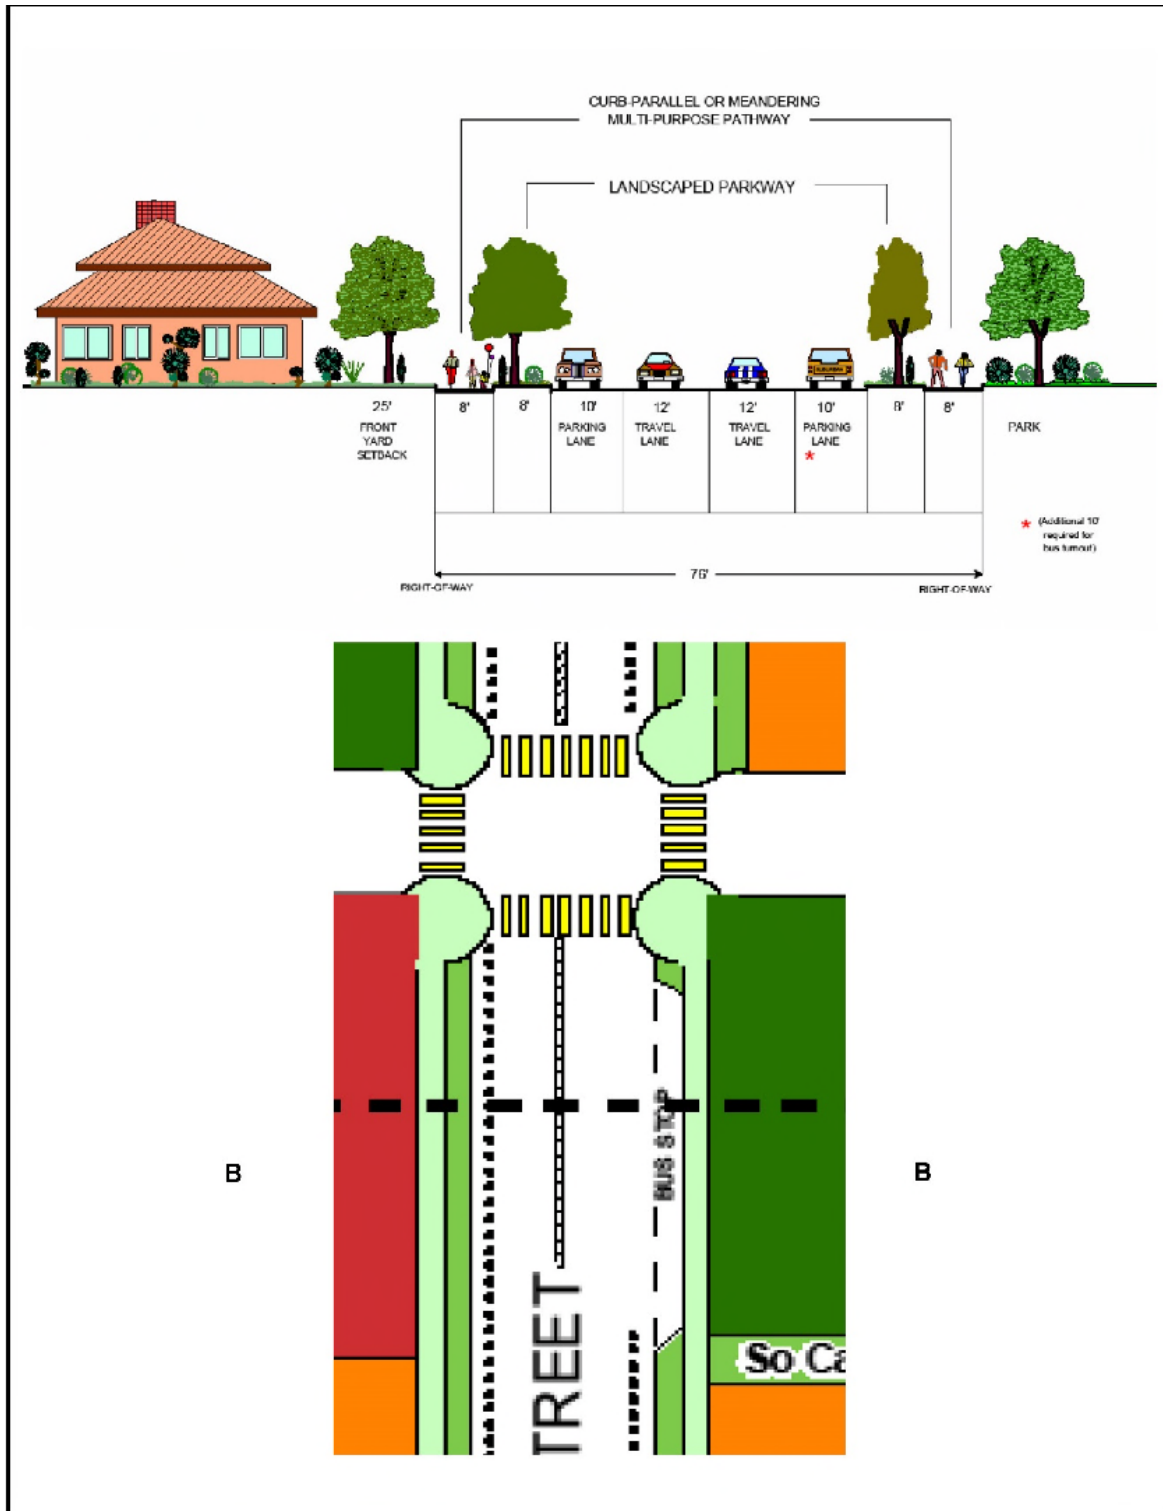 CURB-PARALLEL OR MEANDERING
MULTI-PURPOSE PATHWAY
LANDSCAPED PARKWAY
25' 8' 8' 10' 12' 12' 10' 8' 8'
FRONT PARKING TRAVEL TRAVEL PARKING PARK
YARD LANE LANE LANE LANE
SETBACK *
* (Additional 10'
required for
bus turnout)
76'
RIGHT-OF-WAY RIGHT-OF-WAY
BUS STOP
B B
TREET
So Ca